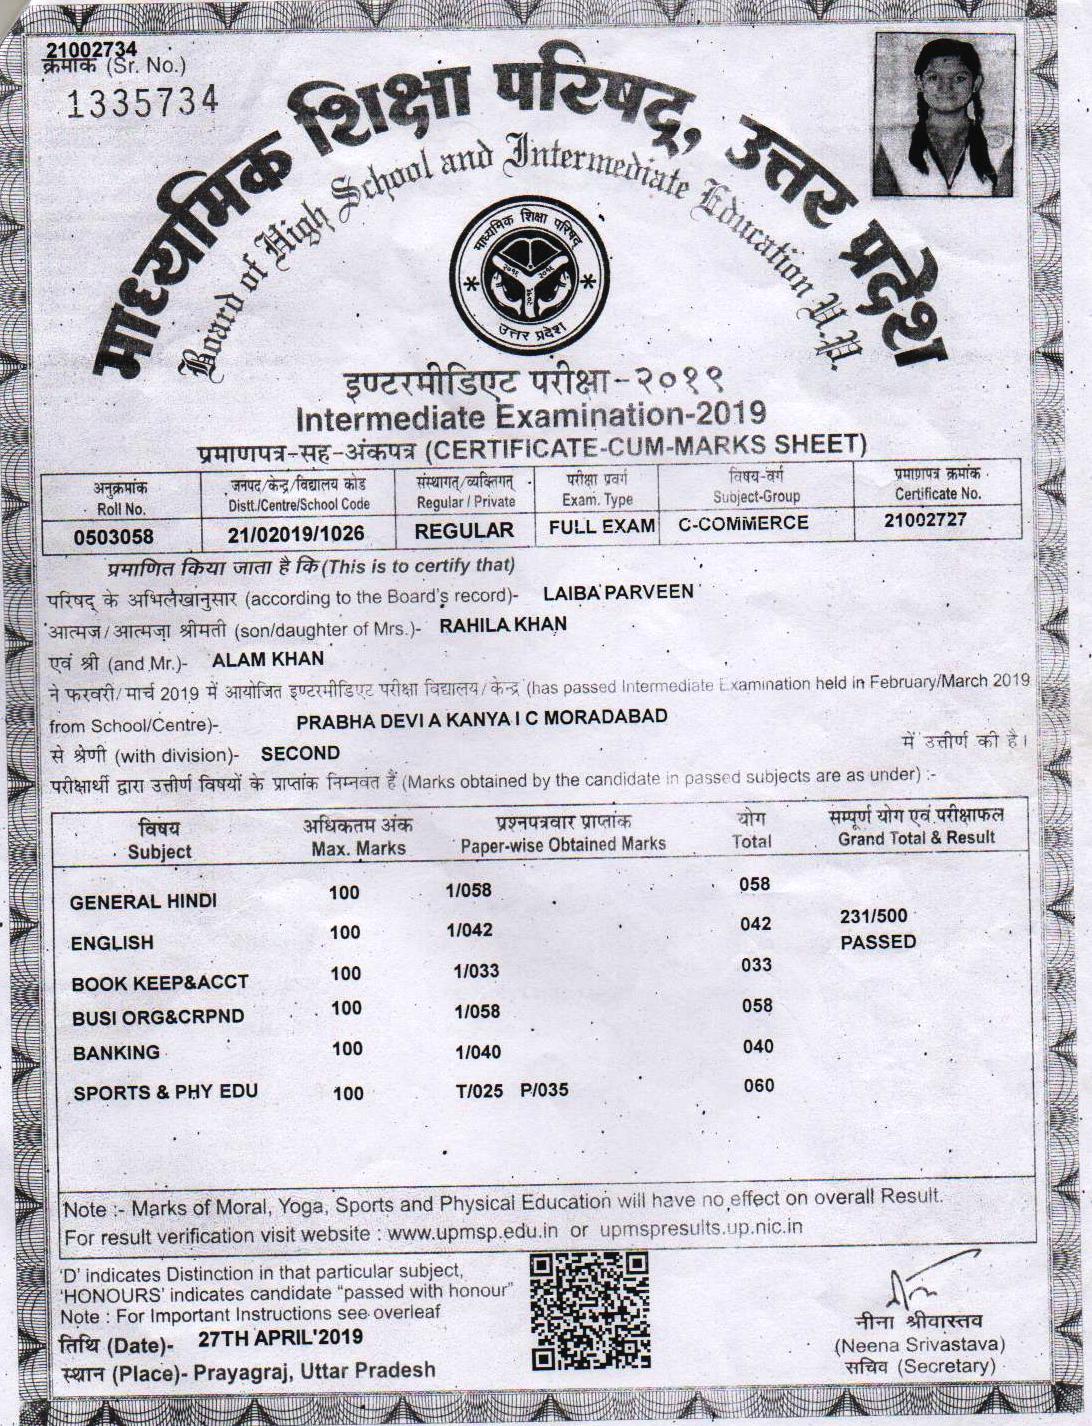 21002734
क्रमांक (Sr. No.)
1335734
माध्यमिक शिक्षा परिषद्, उत्तर प्रदेश
Board of High School and Intermediate Education U.P.
माध्यमिक शिक्षा परिषद्
उत्तर प्रदेश
इण्टरमीडिएट परीक्षा-२०१९
Intermediate Examination-2019
प्रमाणपत्र-सह-अंकपत्र (CERTIFICATE-CUM-MARKS SHEET)
अनुक्रमांक जनपद/केन्द्र/विद्यालय कोड संस्थागत्/व्यक्तिगत् परीक्षा प्रवर्ग विषय-वर्ग प्रमाणपत्र क्रमांक
Roll No. Distt./Centre/School Code Regular / Private Exam. Type Subject-Group Certificate No.
0503058 21/02019/1026 REGULAR FULL EXAM C-COMMERCE 21002727
प्रमाणित किया जाता है कि (This is to certify that)
परिषद् के अभिलेखानुसार (according to the Board's record)- LAIBA PARVEEN
आत्मज/आत्मजा श्रीमती (son/daughter of Mrs.)- RAHILA KHAN
एवं श्री (and Mr.)- ALAM KHAN
ने फरवरी/मार्च 2019 में आयोजित इण्टरमीडिएट परीक्षा विद्यालय/केन्द्र (has passed Intermediate Examination held in February/March 2019
from School/Centre)- PRABHA DEVI A KANYA I C MORADABAD
से श्रेणी (with division)- SECOND में उत्तीर्ण की है।
परीक्षार्थी द्वारा उत्तीर्ण विषयों के प्राप्तांक निम्नवत हैं (Marks obtained by the candidate in passed subjects are as under) :-
विषय अधिकतम अंक प्रश्नपत्रवार प्राप्तांक योग सम्पूर्ण योग एवं परीक्षाफल
Subject Max. Marks Paper-wise Obtained Marks Total Grand Total & Result
GENERAL HINDI 100 1/058 058
231/500
ENGLISH 100 1/042 042
PASSED
BOOK KEEP&ACCT 100 1/033 033
BUSI ORG&CRPND 100 1/058 058
BANKING 100 1/040 040
SPORTS & PHY EDU 100 T/025 P/035 060
Note :- Marks of Moral, Yoga, Sports and Physical Education will have no effect on overall Result.
For result verification visit website : www.upmsp.edu.in or upmspresults.up.nic.in
'D' indicates Distinction in that particular subject,
'HONOURS' indicates candidate "passed with honour"
Note : For Important Instructions see overleaf
तिथि (Date)- 27TH APRIL'2019
स्थान (Place)- Prayagraj, Uttar Pradesh
नीना श्रीवास्तव
(Neena Srivastava)
सचिव (Secretary)